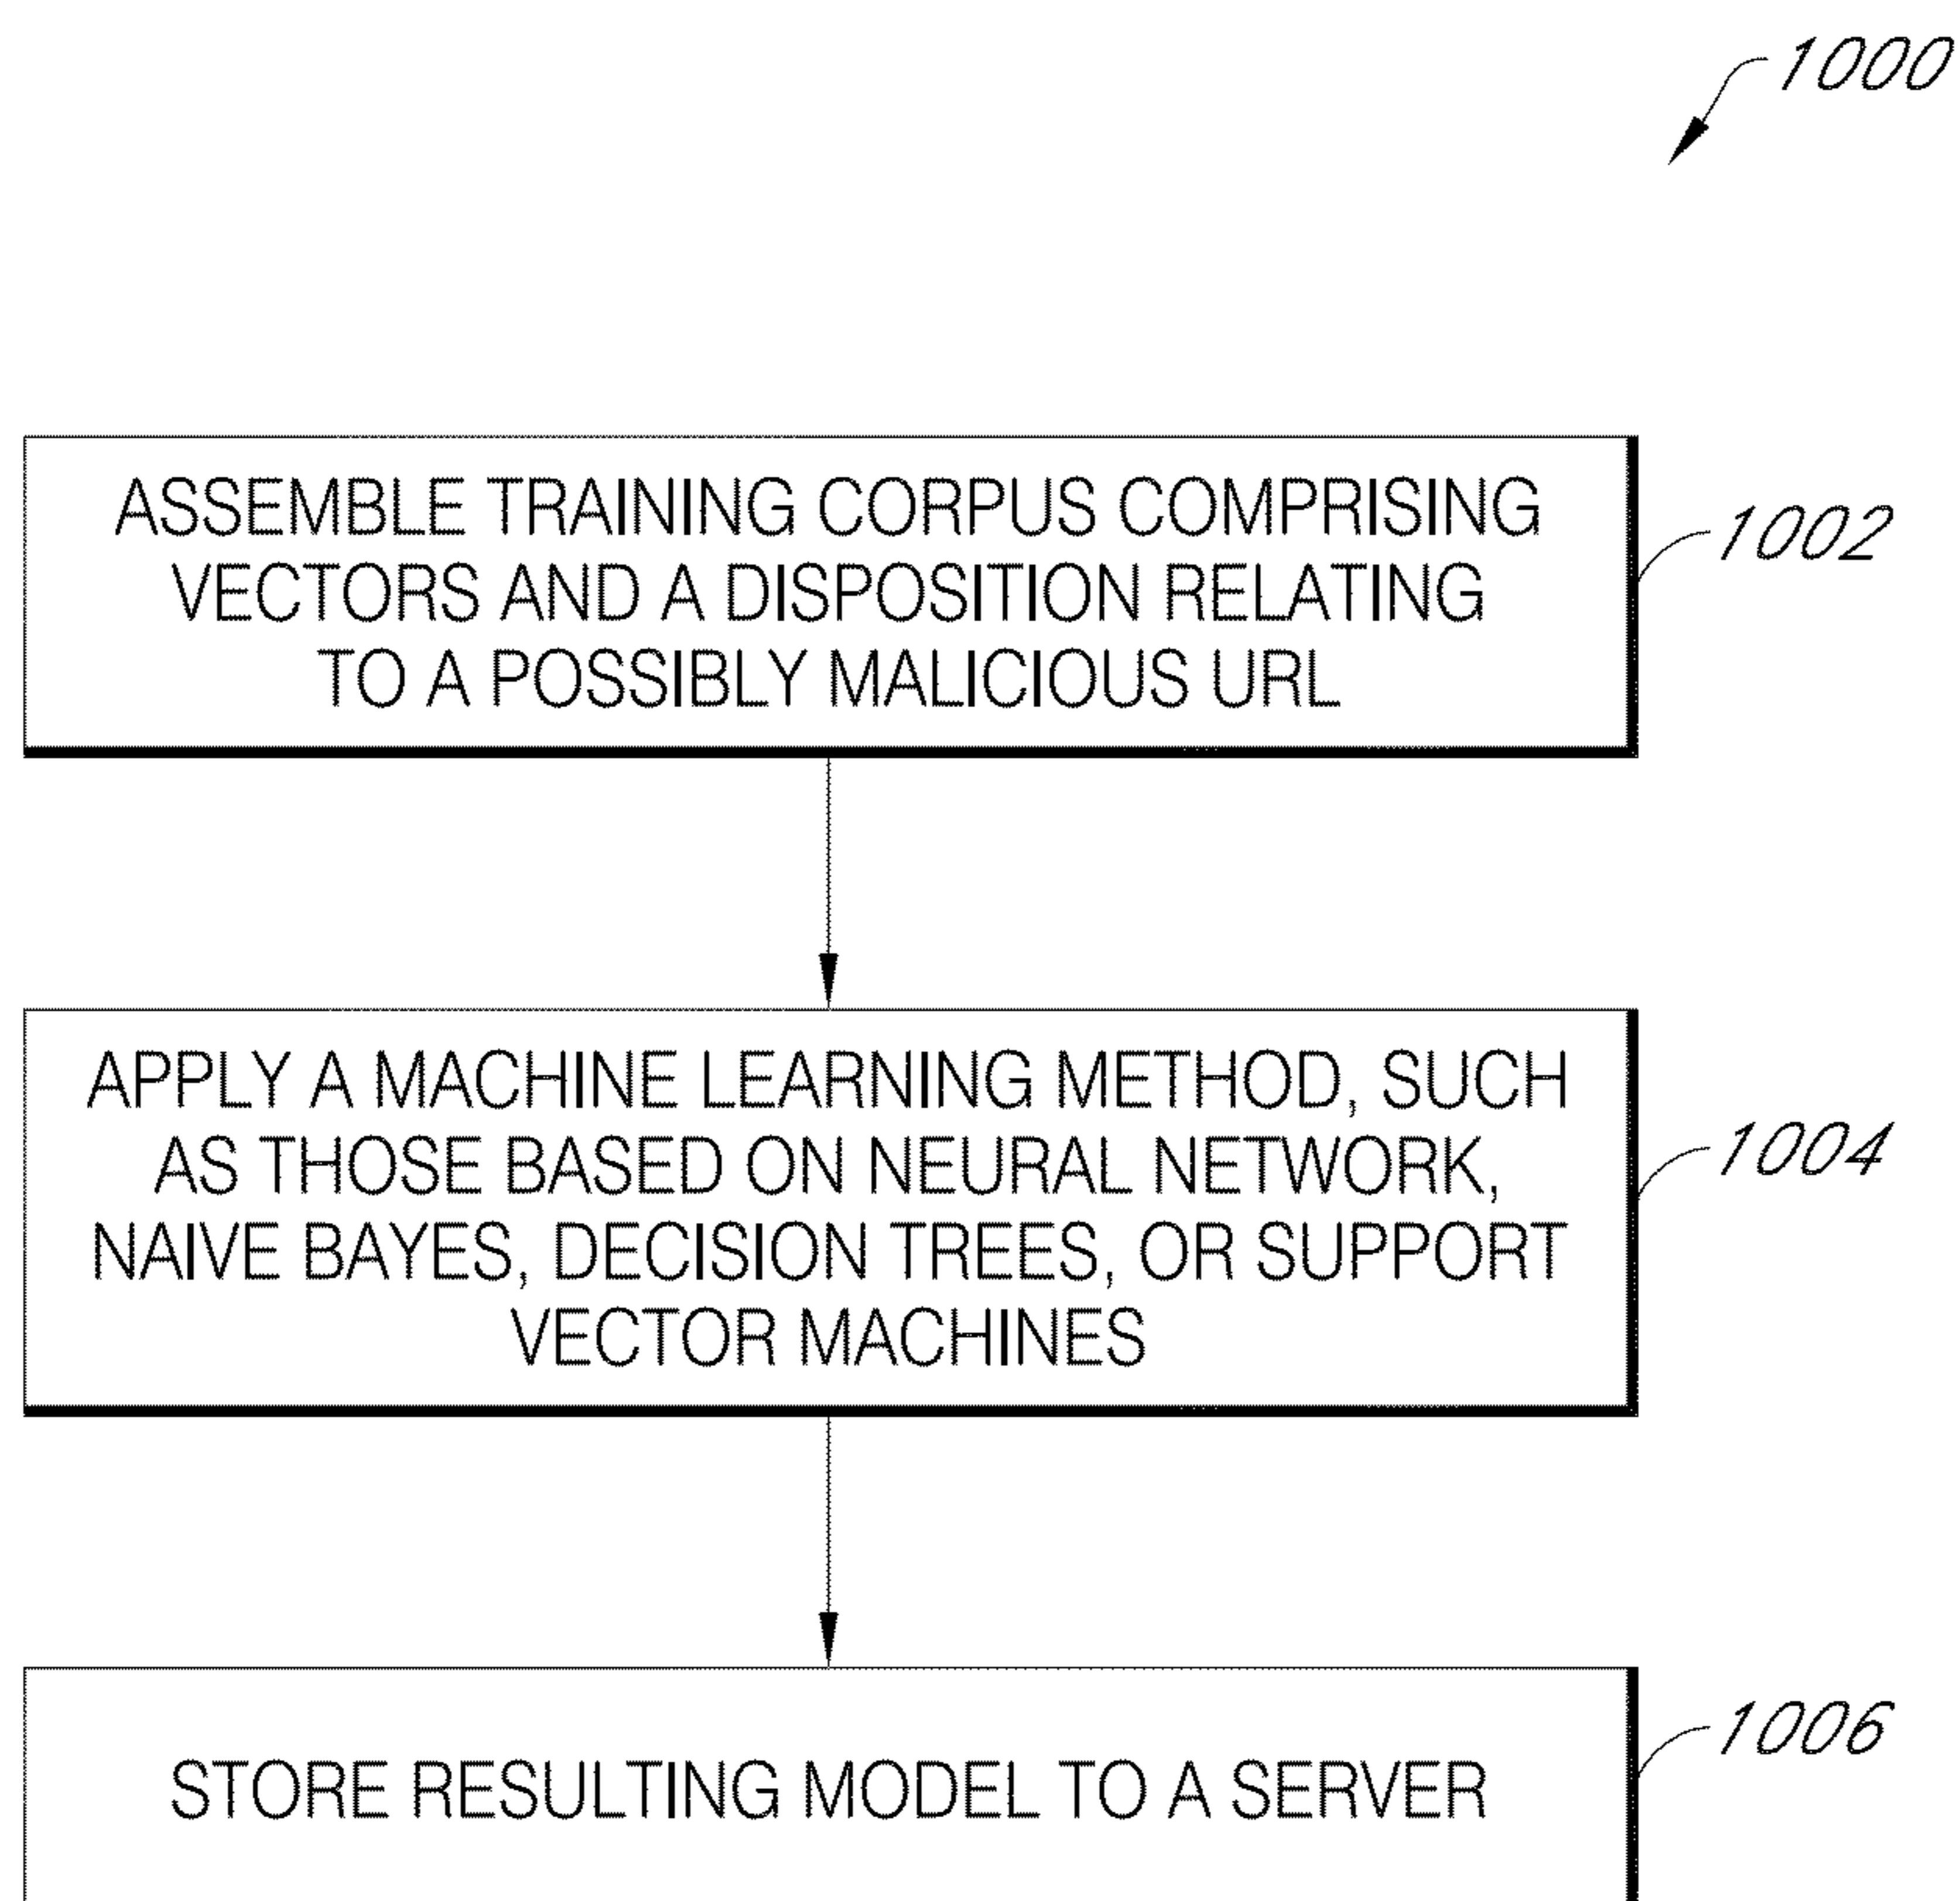 1000
ASSEMBLE TRAINING CORPUS COMPRISING
VECTORS AND A DISPOSITION RELATING
TO A POSSIBLY MALICIOUS URL
1002
APPLY A MACHINE LEARNING METHOD, SUCH
AS THOSE BASED ON NEURAL NETWORK,
NAIVE BAYES, DECISION TREES, OR SUPPORT
VECTOR MACHINES
1004
STORE RESULTING MODEL TO A SERVER
1006